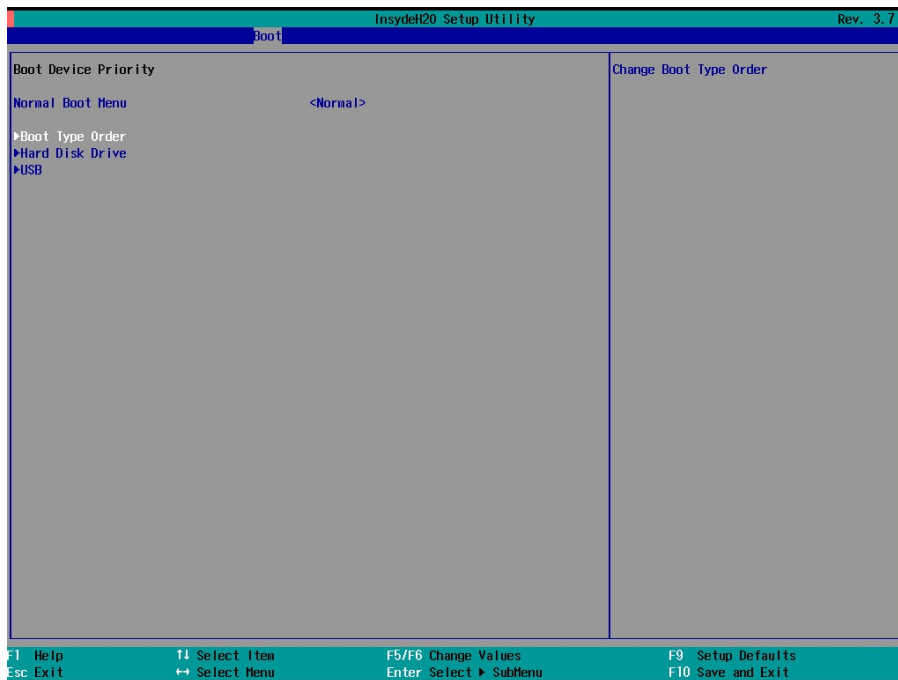 InsydeH20 Setup Utility Rev. 3.7
Boot
Boot Device Priority
Change Boot Type Order
Normal Boot Menu <Normal>
▶Boot Type Order
▶Hard Disk Drive
▶USB
F1 Help ↑↓ Select Item F5/F6 Change Values F9 Setup Defaults
Esc Exit ↔ Select Menu Enter Select ▶ SubMenu F10 Save and Exit